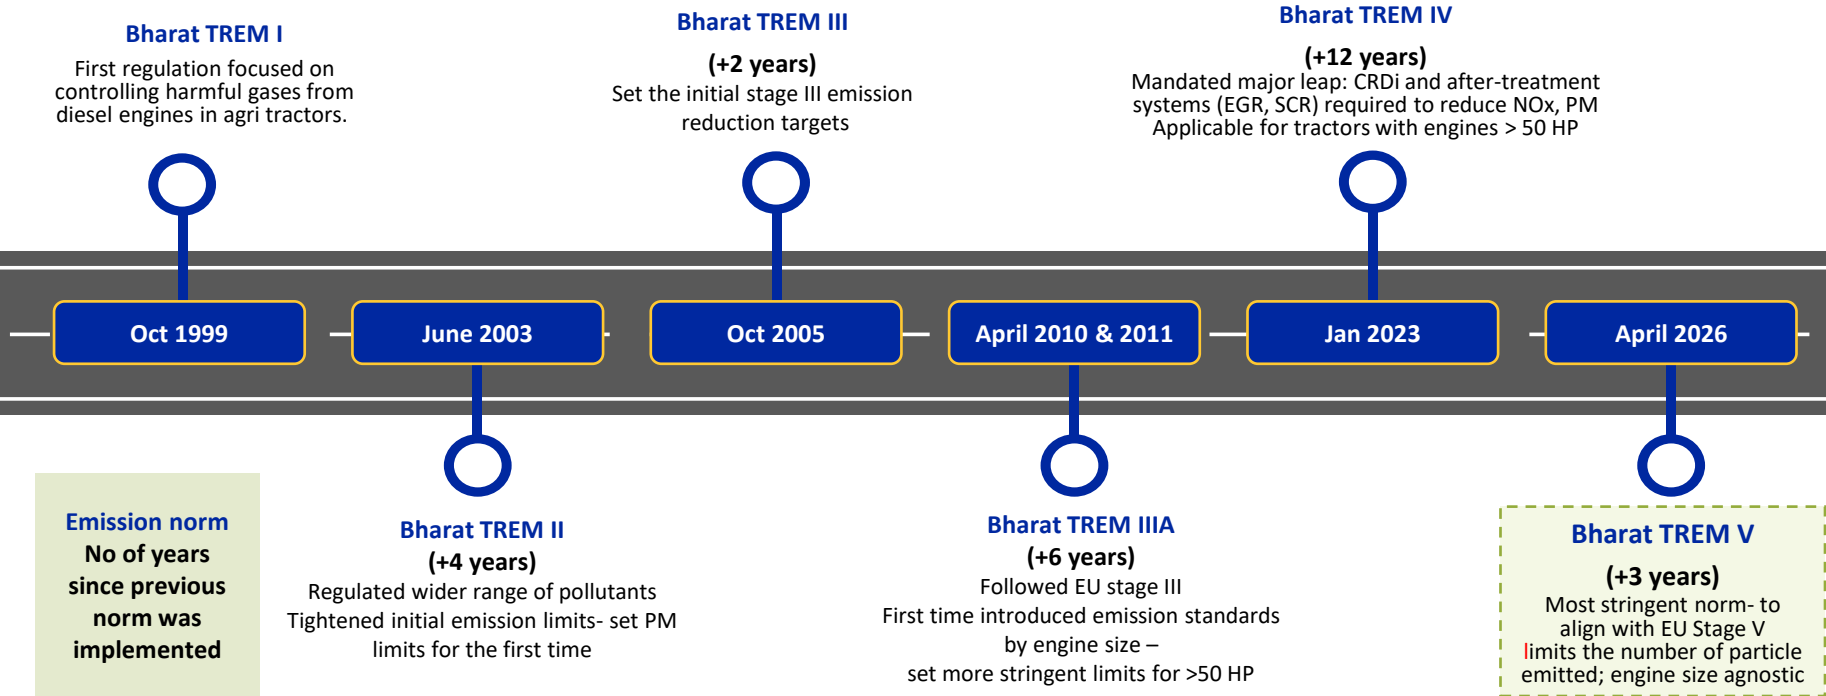 Bharat TREM I
First regulation focused on
controlling harmful gases from
diesel engines in agri tractors.
Bharat TREM III
(+2 years)
Set the initial stage III emission
reduction targets
Bharat TREM IV
(+12 years)
Mandated major leap: CRDi and after-treatment
systems (EGR, SCR) required to reduce NOx, PM
Applicable for tractors with engines > 50 HP
Oct 1999
June 2003
Oct 2005
April 2010 & 2011
Jan 2023
April 2026
Emission norm
No of years
since previous
norm was
implemented
Bharat TREM II
(+4 years)
Regulated wider range of pollutants
Tightened initial emission limits- set PM
limits for the first time
Bharat TREM IIIA
(+6 years)
Followed EU stage III
First time introduced emission standards
by engine size –
set more stringent limits for >50 HP
Bharat TREM V
(+3 years)
Most stringent norm- to
align with EU Stage V
limits the number of particle
emitted; engine size agnostic